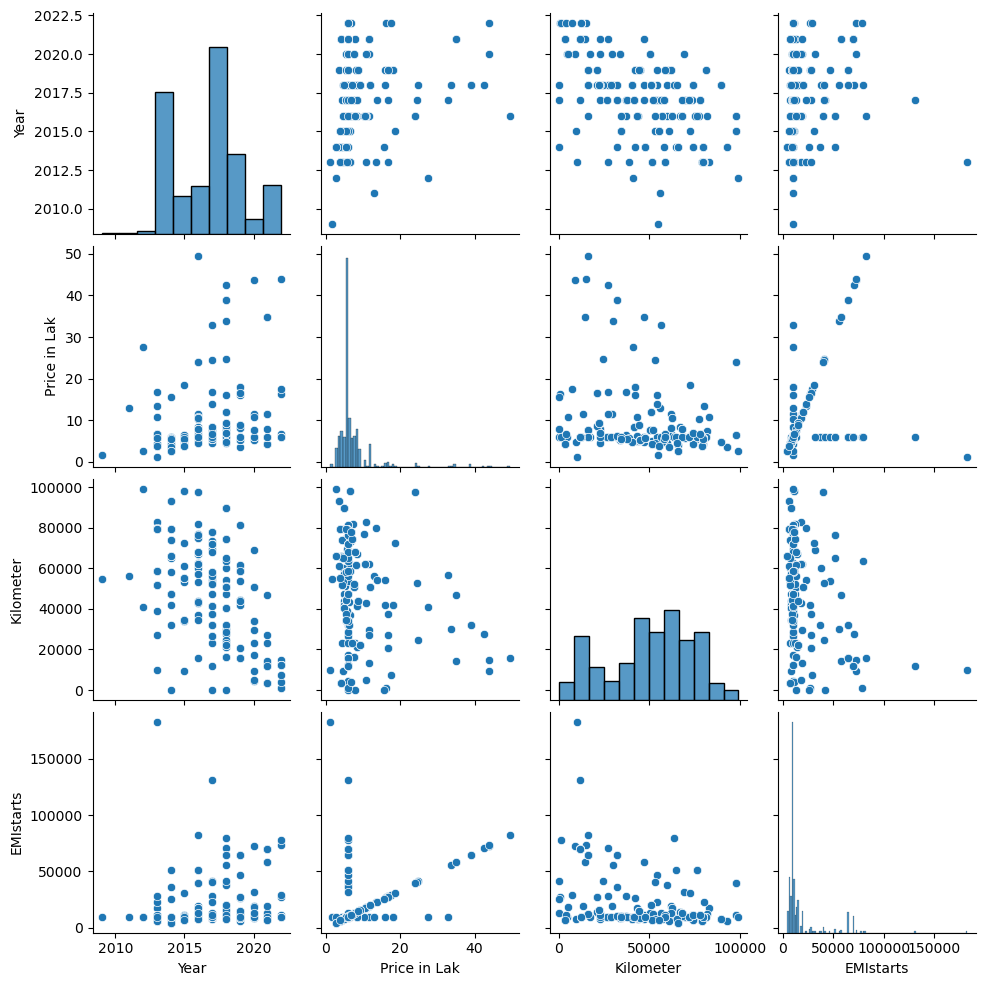 2022.5
2020.0
2017.5
2015.0
2012.5
2010.0
Year
50
40
30
20
10
0
Price in Lak
100000
80000
60000
40000
20000
0
Kilometer
150000
100000
50000
0
EMIstarts
2010 2015 2020
Year
0 20 40
Price in Lak
0 50000 100000
Kilometer
0 50000 100000 150000
EMIstarts